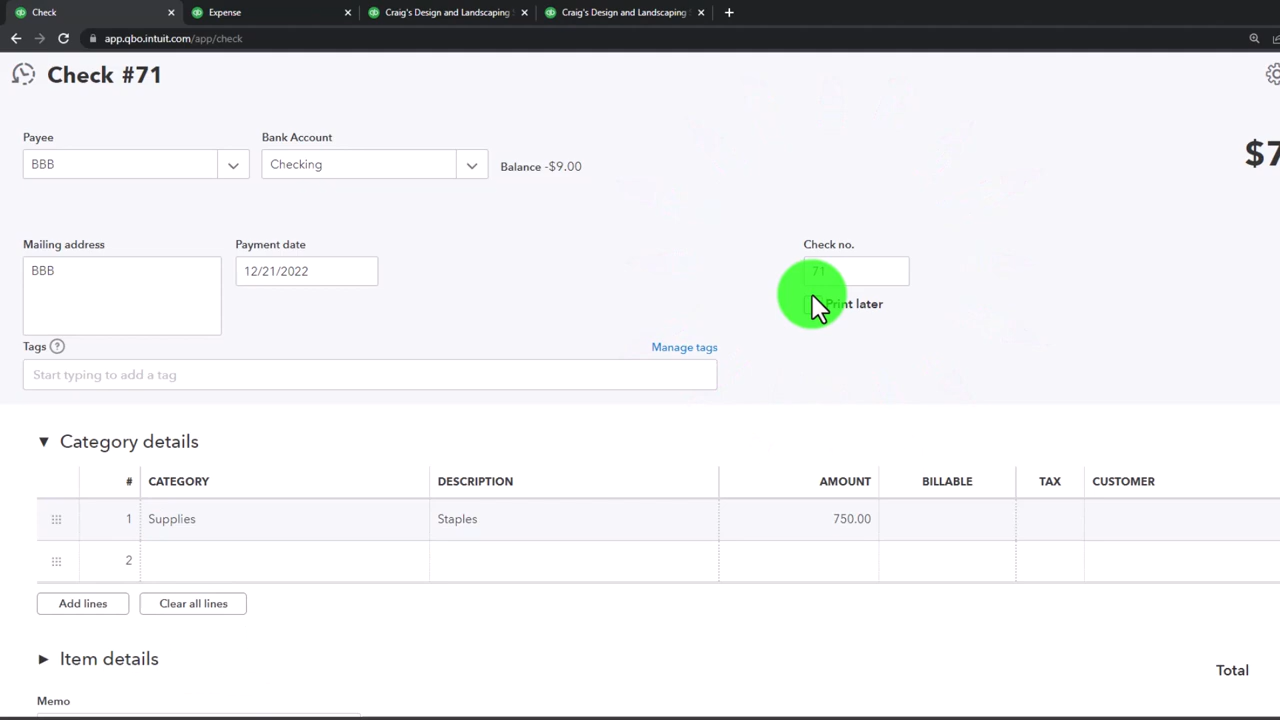 Check
Expense
Craig's Design and Landscaping
Craig's Design and Landscaping
app.qbo.intuit.com/app/check
Check #71
$7
Payee
Bank Account
BBB
Checking
Balance -$9.00
Mailing address
Payment date
Check no.
BBB
12/21/2022
71
Print later
Tags ?
Manage tags
Start typing to add a tag
Category details
# CATEGORY DESCRIPTION AMOUNT BILLABLE TAX CUSTOMER
1 Supplies Staples 750.00
2
Add lines
Clear all lines
Item details
Total
Memo